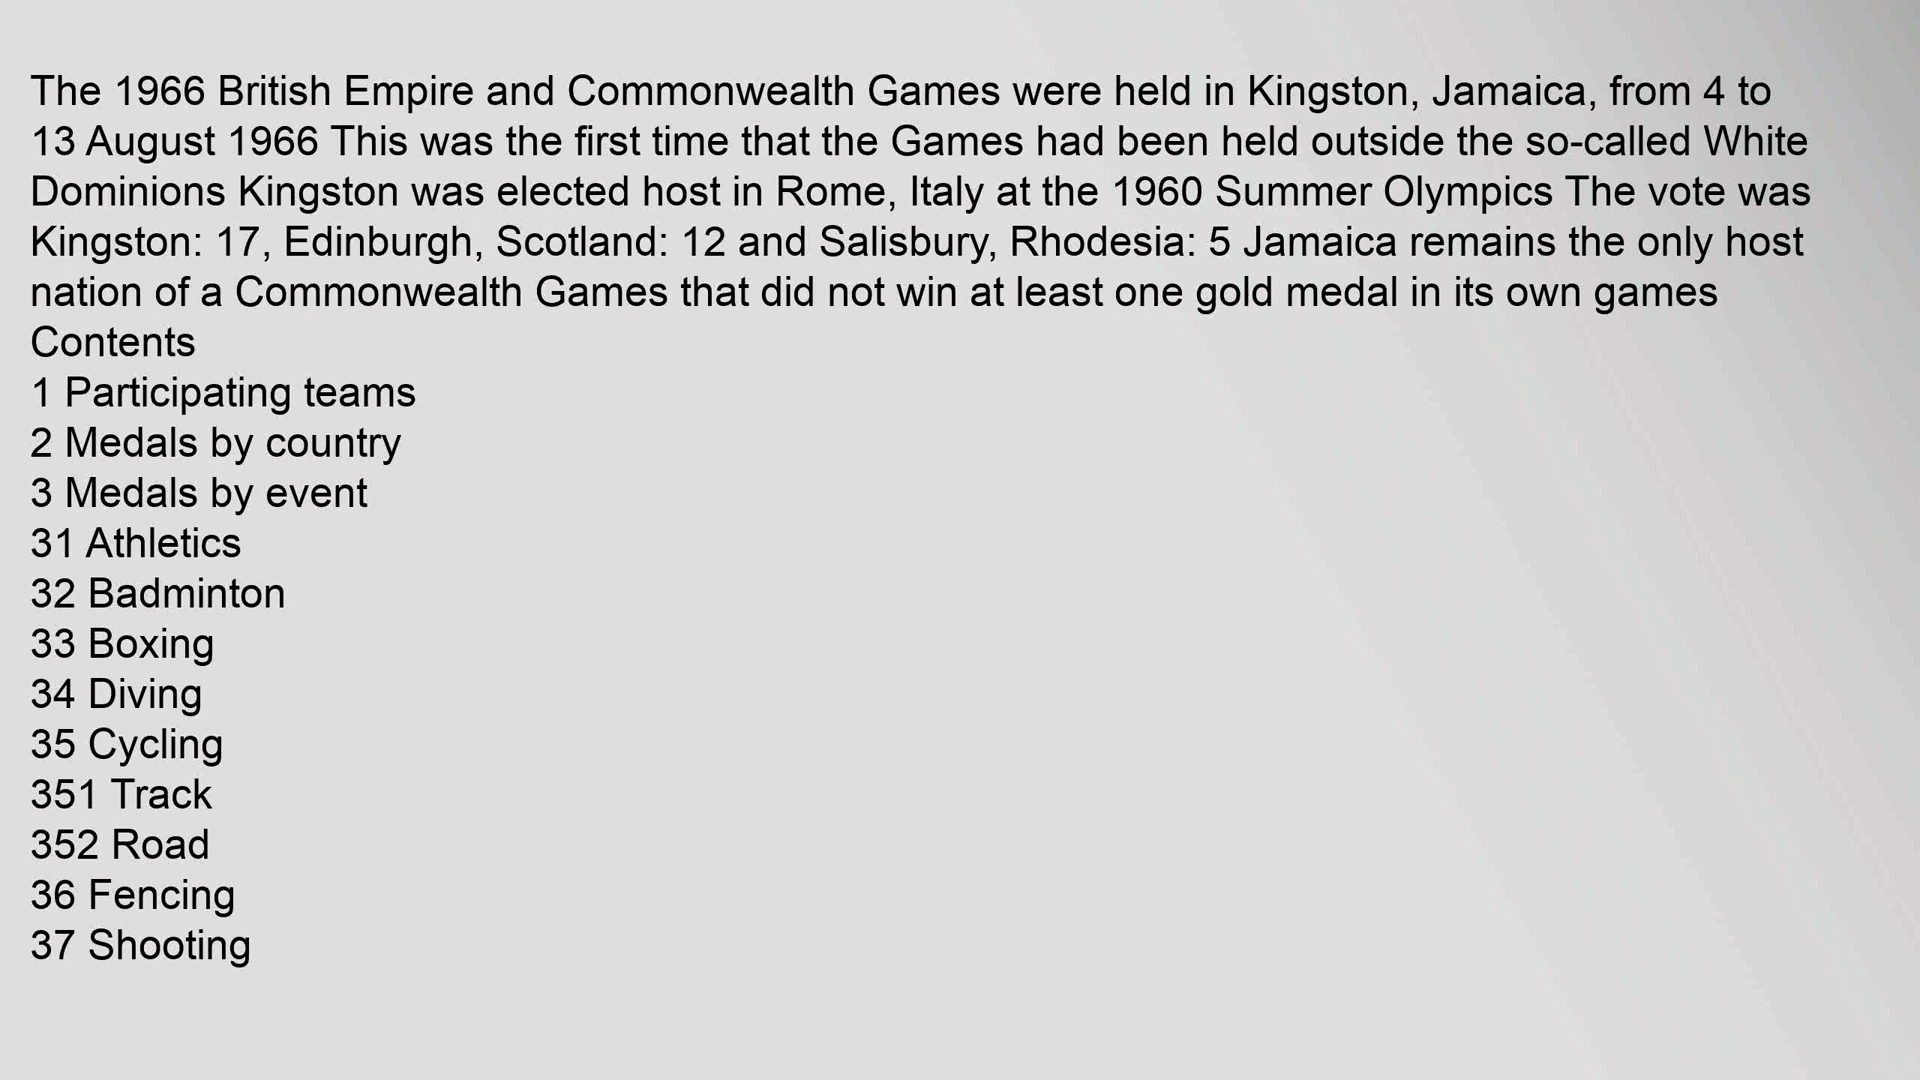 The 1966 British Empire and Commonwealth Games were held in Kingston, Jamaica, from 4 to
13 August 1966 This was the first time that the Games had been held outside the so-called White
Dominions Kingston was elected host in Rome, Italy at the 1960 Summer Olympics The vote was
Kingston: 17, Edinburgh, Scotland: 12 and Salisbury, Rhodesia: 5 Jamaica remains the only host
nation of a Commonwealth Games that did not win at least one gold medal in its own games
Contents
1 Participating teams
2 Medals by country
3 Medals by event
31 Athletics
32 Badminton
33 Boxing
34 Diving
35 Cycling
351 Track
352 Road
36 Fencing
37 Shooting